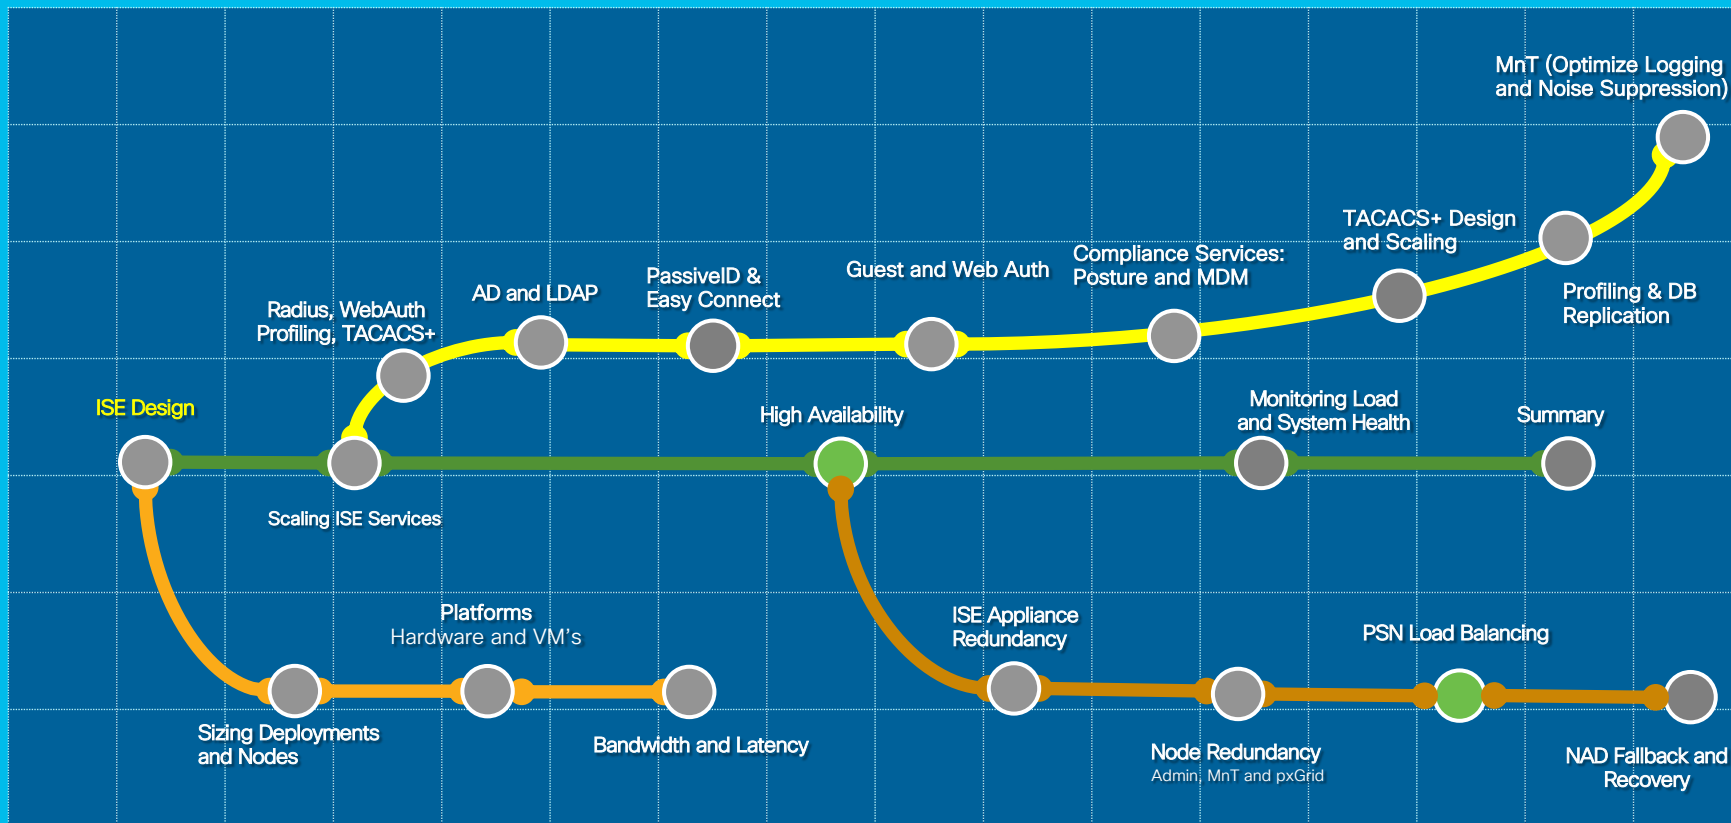 MnT (Optimize Logging
and Noise Suppression)
TACACS+ Design
and Scaling
Compliance Services:
Posture and MDM
Guest and Web Auth
PassiveID &
Easy Connect
AD and LDAP
Radius, WebAuth
Profiling, TACACS+
Profiling & DB
Replication
ISE Design
High Availability
Monitoring Load
and System Health
Summary
Scaling ISE Services
Platforms
Hardware and VM's
ISE Appliance
Redundancy
PSN Load Balancing
Sizing Deployments
and Nodes
Bandwidth and Latency
Node Redundancy
Admin, MnT and pxGrid
NAD Fallback and
Recovery